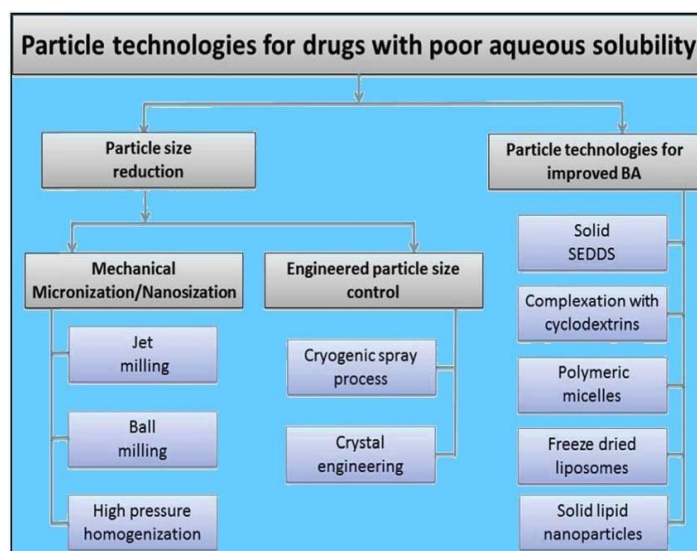 Particle technologies for drugs with poor aqueous solubility
Particle size
reduction
Particle technologies for
improved BA
Mechanical
Micronization/Nanosization
Engineered particle size
control
Jet
milling
Ball
milling
High pressure
homogenization
Cryogenic spray
process
Crystal
engineering
Solid
SEDDS
Complexation with
cyclodextrins
Polymeric
micelles
Freeze dried
liposomes
Solid lipid
nanoparticles